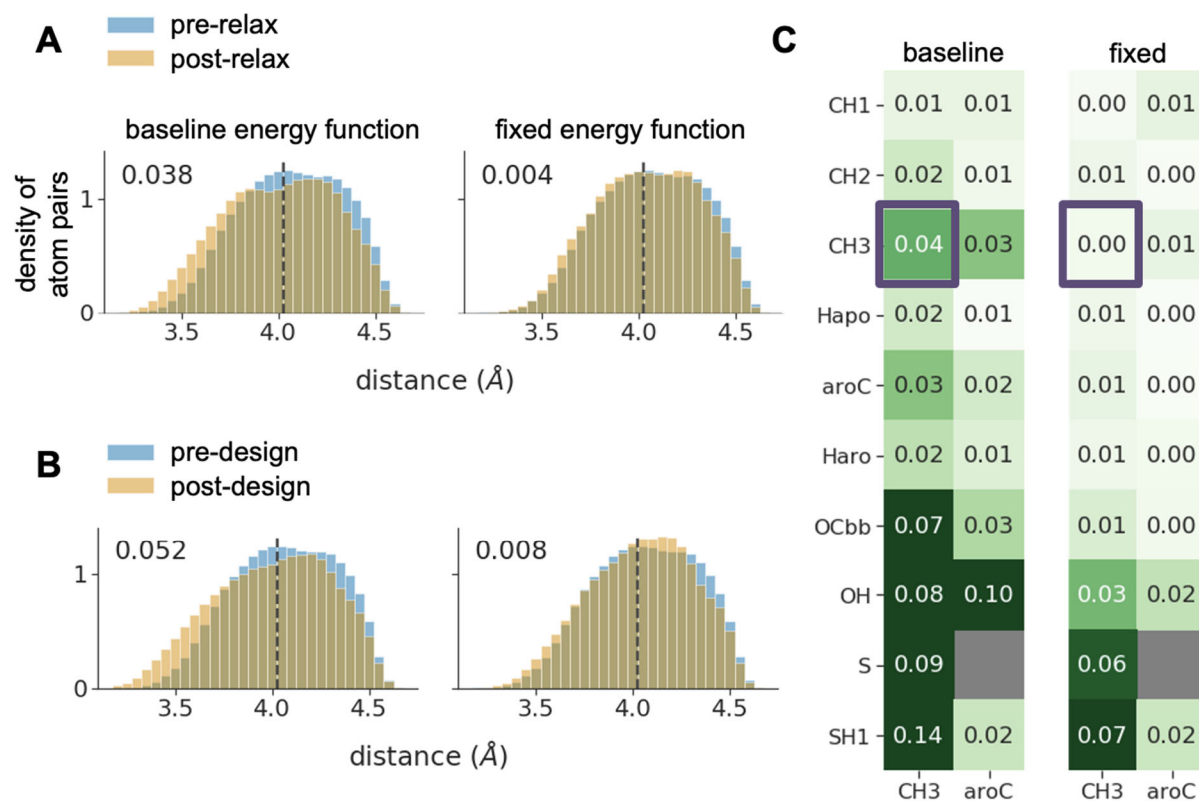 A
pre-relax
post-relax
baseline energy function
fixed energy function
density of
atom pairs
0.038
0.004
1
0
3.5 4.0 4.5
3.5 4.0 4.5
distance (Å)
B
pre-design
post-design
0.052
0.008
1
0
3.5 4.0 4.5
3.5 4.0 4.5
distance (Å)
C
baseline fixed
CH1 0.01 0.01 0.00 0.01
CH2 0.02 0.01 0.01 0.00
CH3 0.04 0.03 0.00 0.01
Hapo 0.02 0.01 0.01 0.00
aroC 0.03 0.02 0.01 0.00
Haro 0.02 0.01 0.01 0.00
OCbb 0.07 0.03 0.01 0.00
OH 0.08 0.10 0.03 0.02
S 0.09 0.06
SH1 0.14 0.02 0.07 0.02
CH3 aroC CH3 aroC